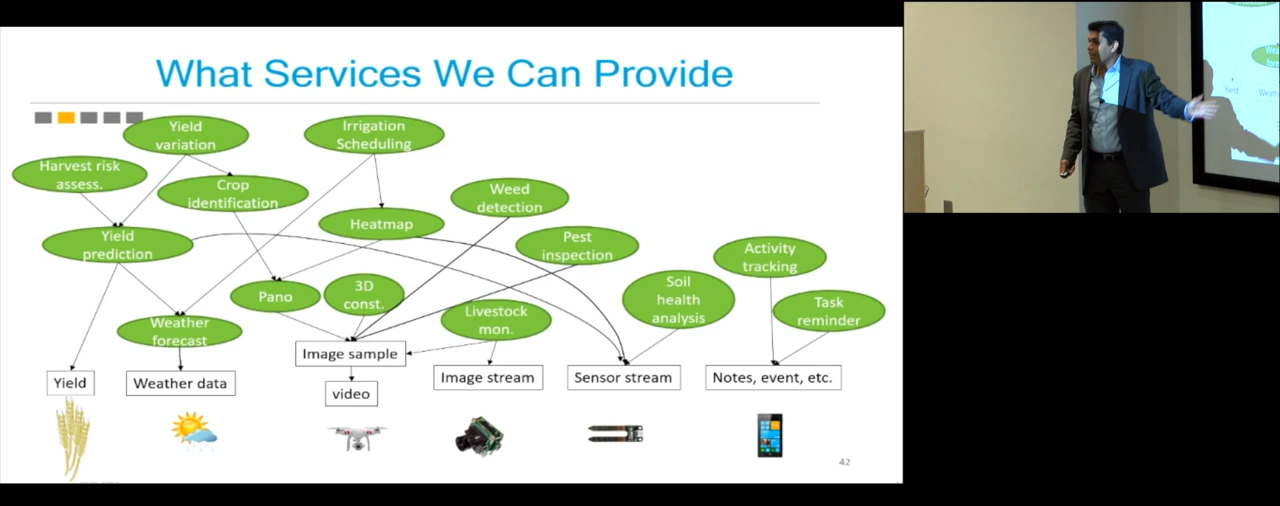 What Services We Can Provide
Yield
variation
Irrigation
Scheduling
Harvest risk
assess.
Crop
identification
Weed
detection
Heatmap
Yield
prediction
Pest
inspection
Activity
tracking
Pano
3D
const.
Soil
health
analysis
Task
reminder
Weather
forecast
Livestock
mon.
Image sample
Yield
Weather data
video
Image stream
Sensor stream
Notes, event, etc.
42
Yield